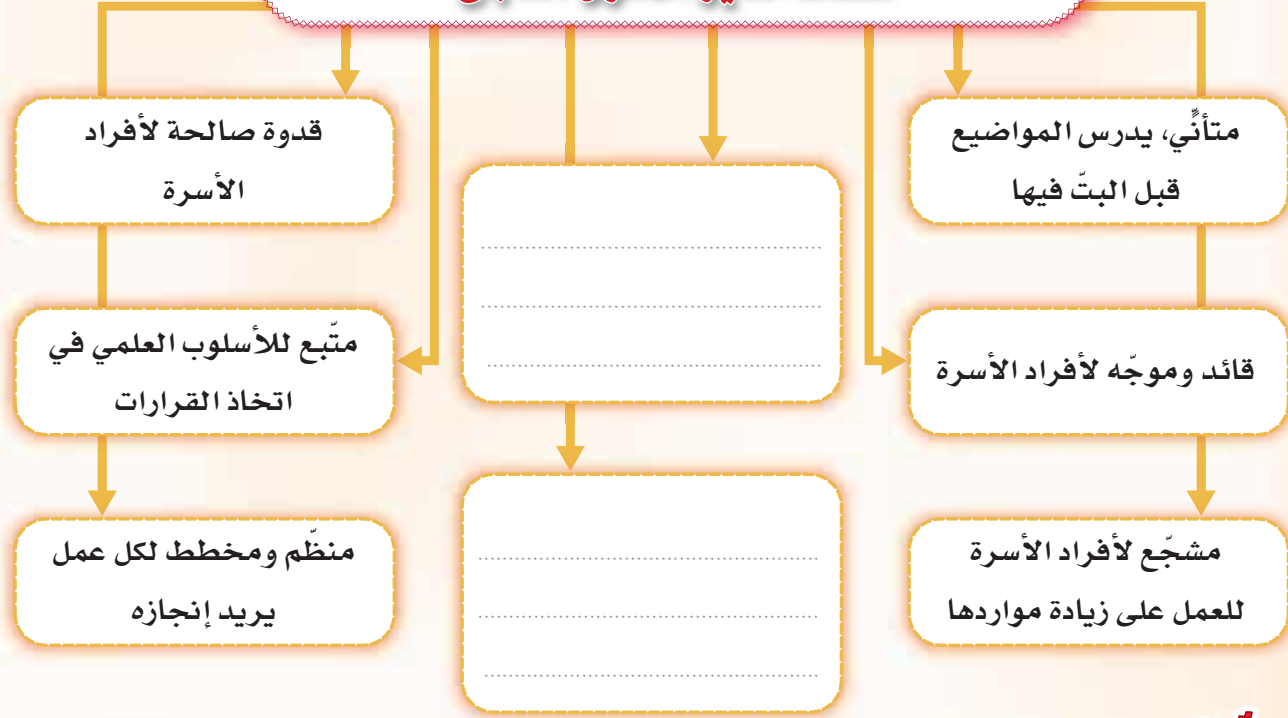 متأنٍّي، يدرس المواضيع
قبل البتّ فيها
قدوة صالحة لأفراد
الأسرة
قائد وموجّه لأفراد الأسرة
متّبع للأسلوب العلمي في
اتخاذ القرارات
مشجّع لأفراد الأسرة
للعمل على زيادة مواردها
منظّم ومخطط لكل عمل
يريد إنجازه